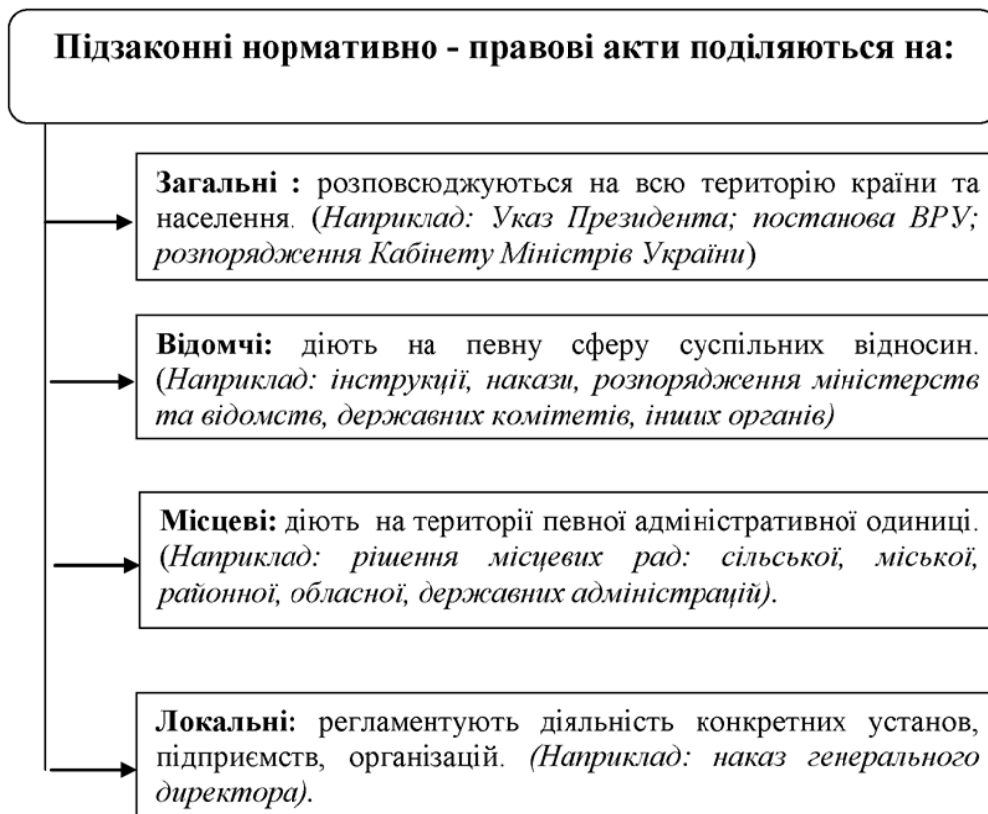 Підзаконні нормативно - правові акти поділяються на:
Загальні : розповсюджуються на всю територію країни та
населення. (Наприклад: Указ Президента; постанова ВРУ;
розпорядження Кабінету Міністрів України)
Відомчі: діють на певну сферу суспільних відносин.
(Наприклад: інструкції, накази, розпорядження міністерств
та відомств, державних комітетів, інших органів)
Місцеві: діють на території певної адміністративної одиниці.
(Наприклад: рішення місцевих рад: сільської, міської,
районної, обласної, державних адміністрацій).
Локальні: регламентують діяльність конкретних установ,
підприємств, організацій. (Наприклад: наказ генерального
директора).